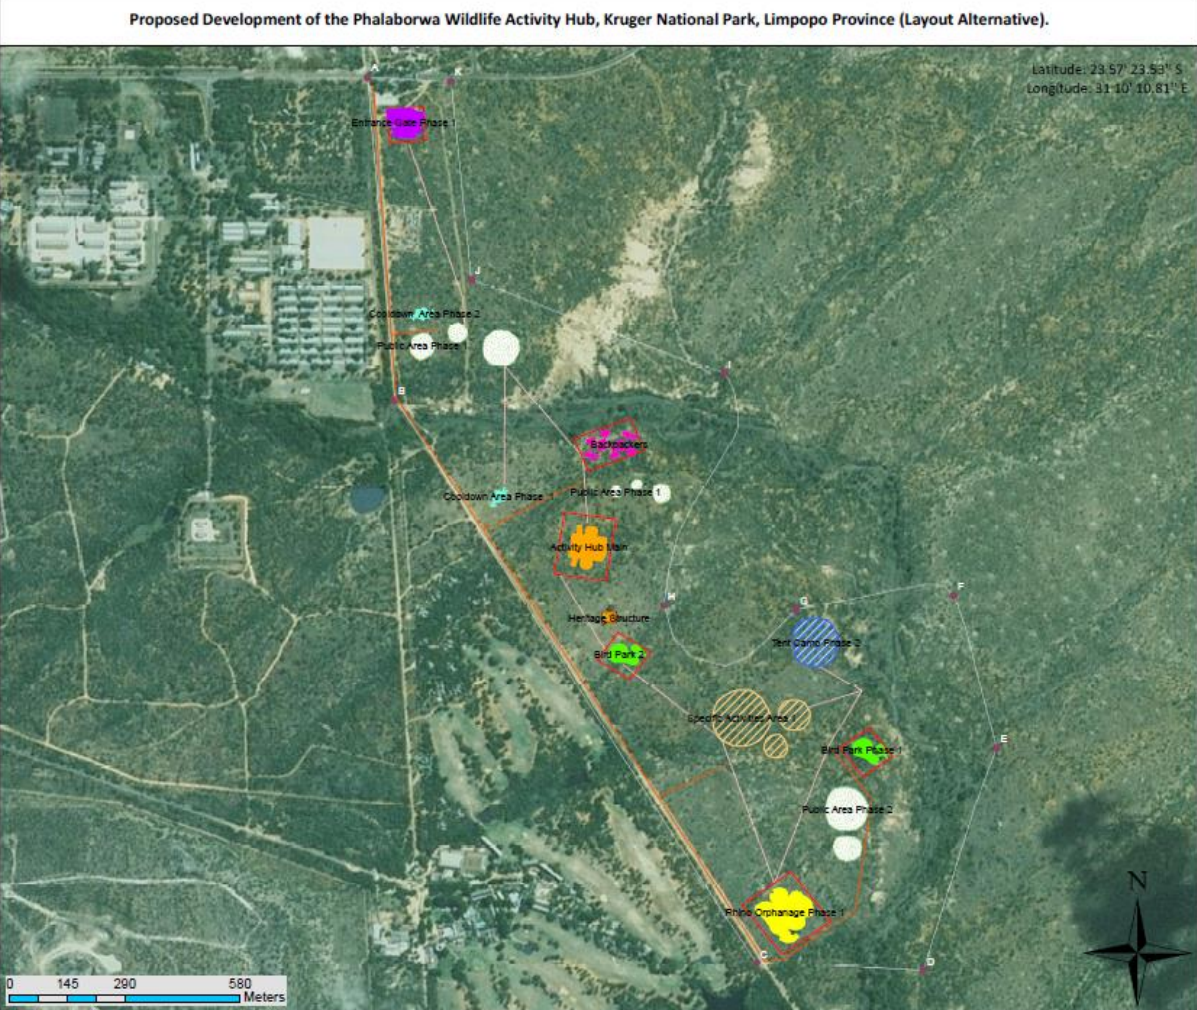 Proposed Development of the Phalaborwa Wildlife Activity Hub, Kruger National Park, Limpopo Province (Layout Alternative).
A
K
Latitude: 23.57' 23.53" S
Longitude: 31 10' 10.81" E
Entrance Gate Phase 1
J
Cooldown Area Phase 2
Public Area Phase 1
I
B
Backpackers
Cooldown Area Phase 1
Public Area Phase 1
Activity Hub Main
F
H
G
Heritage Structure
Tent Camp Phase 2
Bird Park 2
Specific Activities Area 1
E
Bird Park Phase 1
Public Area Phase 2
N
Rhino Orphanage Phase 1
C
D
0 145 290 580
Meters